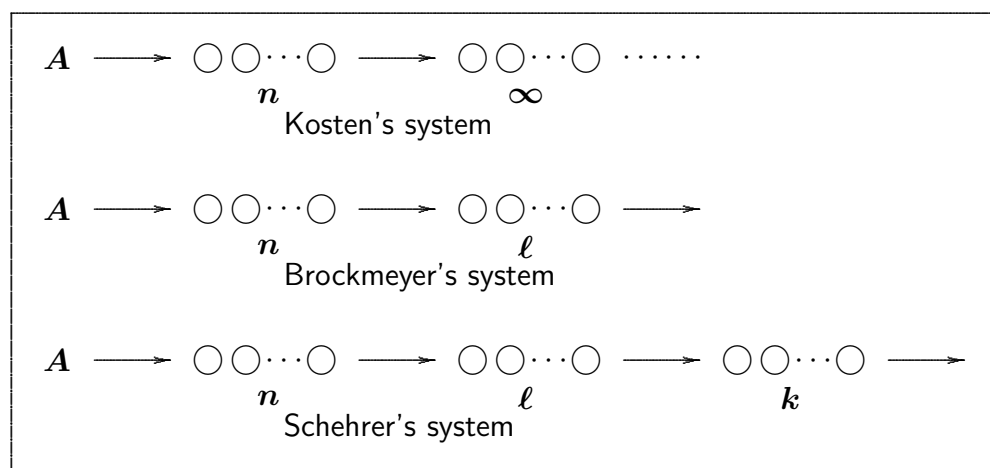 A n ∞
Kosten's system
A n ℓ
Brockmeyer's system
A n ℓ k
Schehrer's system